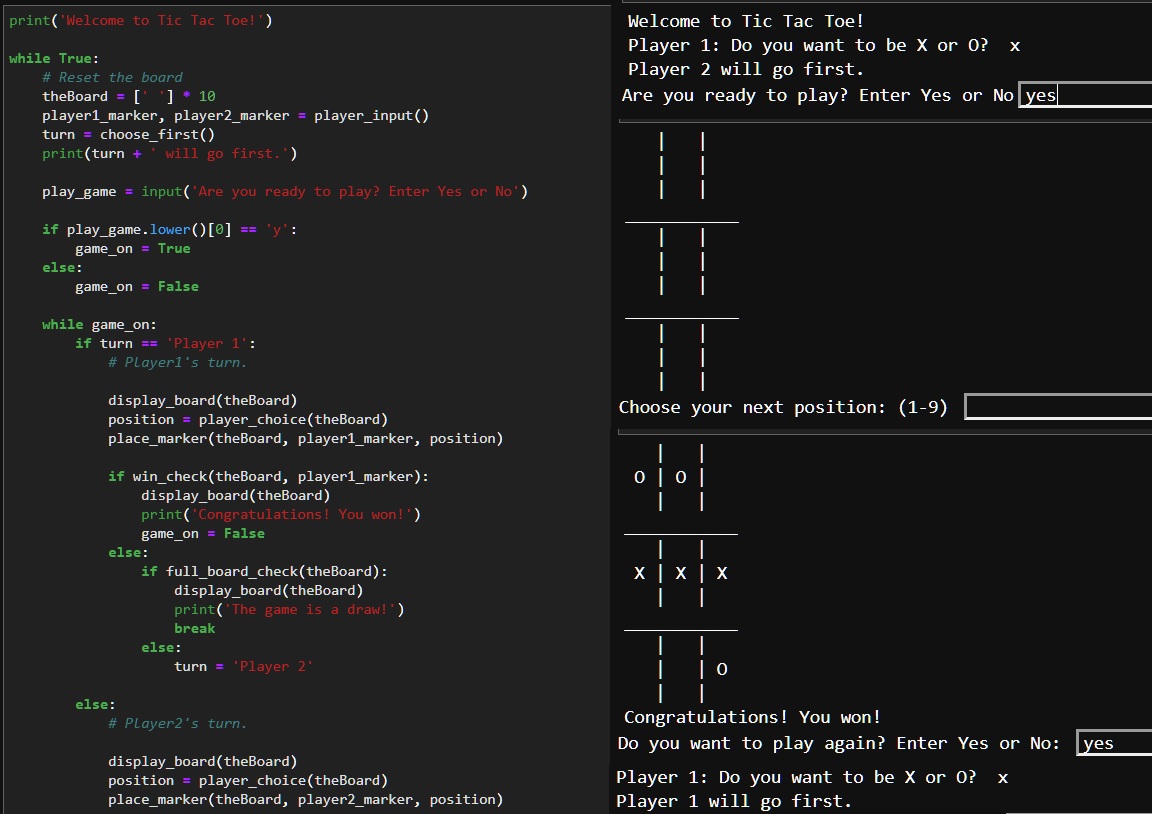 print('Welcome to Tic Tac Toe!')
while True:
# Reset the board
theBoard = [' '] * 10
player1_marker, player2_marker = player_input()
turn = choose_first()
print(turn + ' will go first.')
play_game = input('Are you ready to play? Enter Yes or No')
if play_game.lower()[0] == 'y':
game_on = True
else:
game_on = False
while game_on:
if turn == 'Player 1':
# Player1's turn.
display_board(theBoard)
position = player_choice(theBoard)
place_marker(theBoard, player1_marker, position)
if win_check(theBoard, player1_marker):
display_board(theBoard)
print('Congratulations! You won!')
game_on = False
else:
if full_board_check(theBoard):
display_board(theBoard)
print('The game is a draw!')
break
else:
turn = 'Player 2'
else:
# Player2's turn.
display_board(theBoard)
position = player_choice(theBoard)
place_marker(theBoard, player2_marker, position)
Welcome to Tic Tac Toe!
Player 1: Do you want to be X or O? x
Player 2 will go first.
Are you ready to play? Enter Yes or No yes
| |
| |
| |
___________
| |
| |
| |
___________
| |
| |
| |
Choose your next position: (1-9)
| |
O | O |
| |
___________
| |
X | X | X
| |
___________
| |
| | O
| |
Congratulations! You won!
Do you want to play again? Enter Yes or No: yes
Player 1: Do you want to be X or O? x
Player 1 will go first.